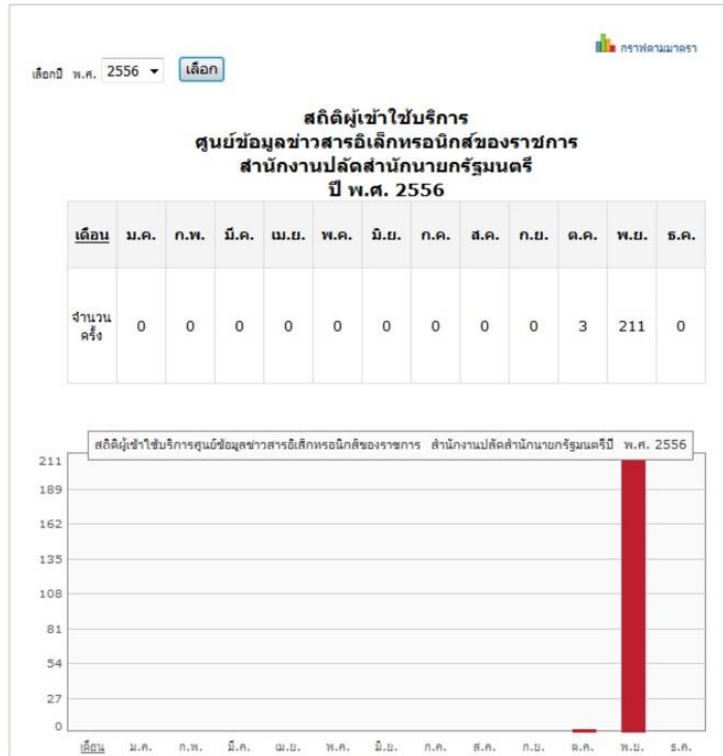 กราฟตามมาตรา
เลือกปี พ.ศ. 2556 เลือก
สถิติผู้เข้าใช้บริการ
ศูนย์ข้อมูลข่าวสารอิเล็กทรอนิกส์ของราชการ
สำนักงานปลัดสำนักนายกรัฐมนตรี
ปี พ.ศ. 2556
เดือน ม.ค. ก.พ. มี.ค. เม.ย. พ.ค. มิ.ย. ก.ค. ส.ค. ก.ย. ต.ค. พ.ย. ธ.ค.
จำนวน
ครั้ง 0 0 0 0 0 0 0 0 0 3 211 0
สถิติผู้เข้าใช้บริการศูนย์ข้อมูลข่าวสารอิเล็กทรอนิกส์ของราชการ สำนักงานปลัดสำนักนายกรัฐมนตรีปี พ.ศ. 2556
211
189
162
135
108
81
54
27
0
เดือน ม.ค. ก.พ. มี.ค. เม.ย. พ.ค. มิ.ย. ก.ค. ส.ค. ก.ย. ต.ค. พ.ย. ธ.ค.